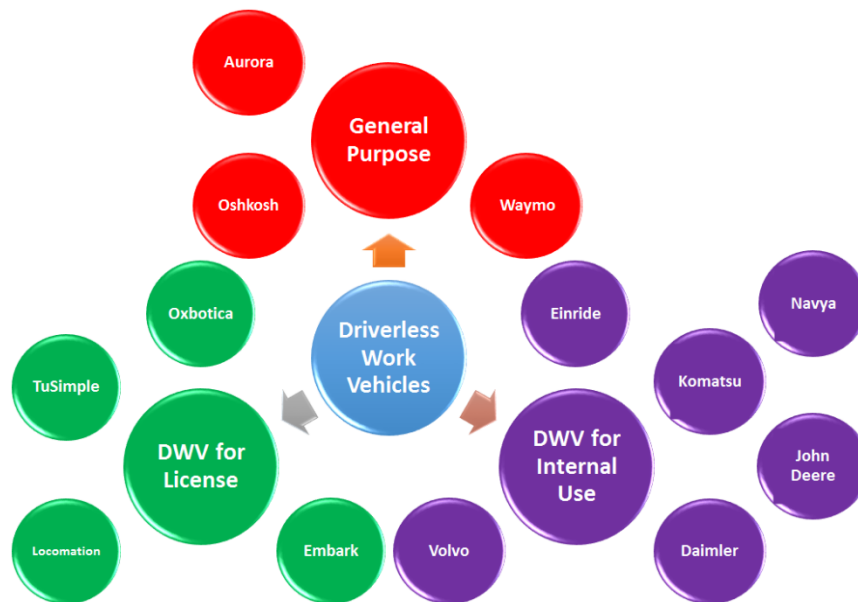 Aurora
General
Purpose
Oshkosh
Waymo
Oxbotica
Einride
Navya
Driverless
Work
Vehicles
TuSimple
Komatsu
DWV for
License
DWV for
Internal
Use
John
Deere
Locomation
Embark
Volvo
Daimler